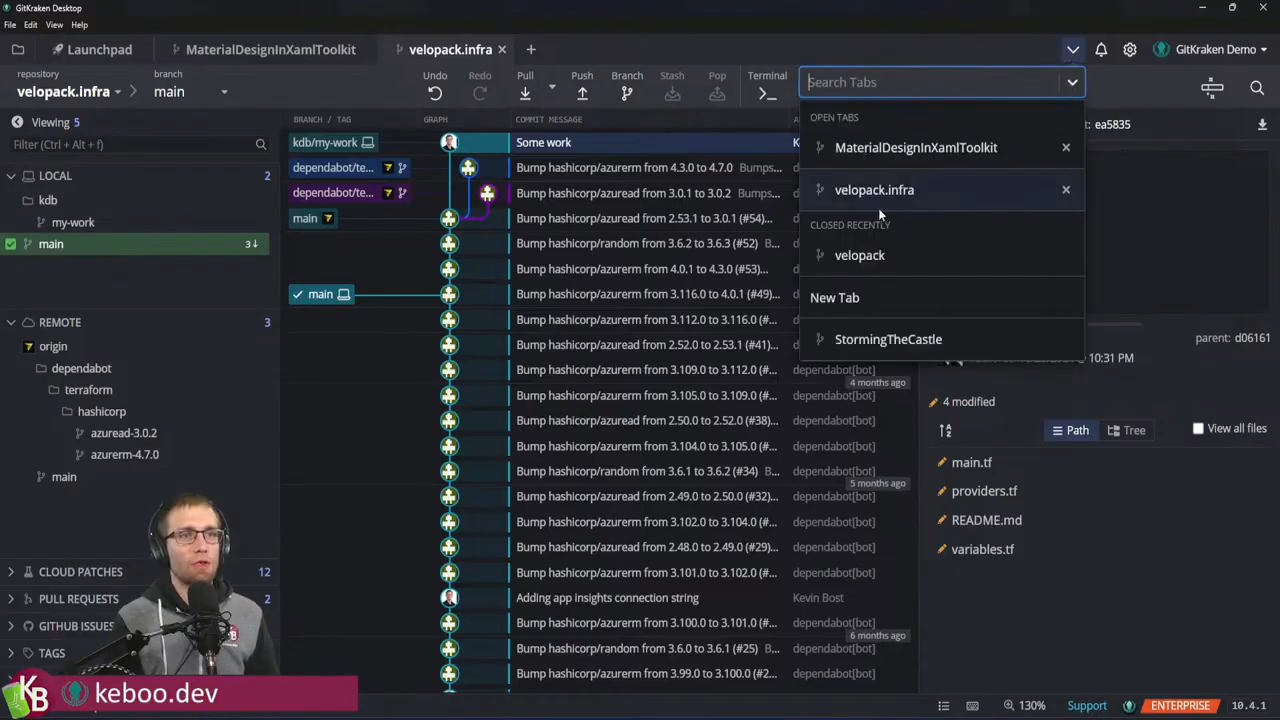 GitKraken Desktop
File Edit View Help
Launchpad
MaterialDesignInXamlToolkit
velopack.infra
GitKraken Demo
repository
velopack.infra
branch
main
Undo
Redo
Pull
Push
Branch
Stash
Pop
Terminal
Search Tabs
OPEN TABS
MaterialDesignInXamlToolkit
velopack.infra
CLOSED RECENTLY
velopack
New Tab
StormingTheCastle
Viewing 5
Filter (Ctrl + Alt + f)
LOCAL 2
kdb
my-work
main 3↓
REMOTE 3
origin
dependabot
terraform
hashicorp
azuread-3.0.2
azurerm-4.7.0
main
CLOUD PATCHES 12
PULL REQUESTS 2
GITHUB ISSUES
TAGS
BRANCH / TAG GRAPH COMMIT MESSAGE
kdb/my-work Some work
dependabot/te... Bump hashicorp/azurerm from 4.3.0 to 4.7.0 Bumps...
dependabot/te... Bump hashicorp/azuread from 3.0.1 to 3.0.2 Bumps...
main Bump hashicorp/azuread from 2.53.1 to 3.0.1 (#54)...
Bump hashicorp/random from 3.6.2 to 3.6.3 (#52) B...
Bump hashicorp/azurerm from 4.0.1 to 4.3.0 (#53)...
main Bump hashicorp/azurerm from 3.116.0 to 4.0.1 (#49)...
Bump hashicorp/azurerm from 3.112.0 to 3.116.0 (#...
Bump hashicorp/azuread from 2.52.0 to 2.53.1 (#41)...
Bump hashicorp/azurerm from 3.109.0 to 3.112.0 (#... dependabot[bot]
4 months ago
Bump hashicorp/azurerm from 3.105.0 to 3.109.0 (#... dependabot[bot]
Bump hashicorp/azuread from 2.50.0 to 2.52.0 (#38)... dependabot[bot]
Bump hashicorp/azurerm from 3.104.0 to 3.105.0 (#... dependabot[bot]
Bump hashicorp/random from 3.6.1 to 3.6.2 (#34) B... dependabot[bot]
5 months ago
Bump hashicorp/azuread from 2.49.0 to 2.50.0 (#32)... dependabot[bot]
Bump hashicorp/azurerm from 3.102.0 to 3.104.0 (#... dependabot[bot]
Bump hashicorp/azuread from 2.48.0 to 2.49.0 (#29)... dependabot[bot]
Bump hashicorp/azurerm from 3.101.0 to 3.102.0 (#... dependabot[bot]
Adding app insights connection string Kevin Bost
Bump hashicorp/azurerm from 3.100.0 to 3.101.0 (#... dependabot[bot]
6 months ago
Bump hashicorp/random from 3.6.0 to 3.6.1 (#25) dependabot[bot]
Bump hashicorp/azurerm from 3.99.0 to 3.100.0 (#2... dependabot[bot]
ea5835
parent: d06161
10:31 PM
4 modified
Path
Tree
View all files
main.tf
providers.tf
README.md
variables.tf
KB
keboo.dev
130%
Support
ENTERPRISE
10.4.1